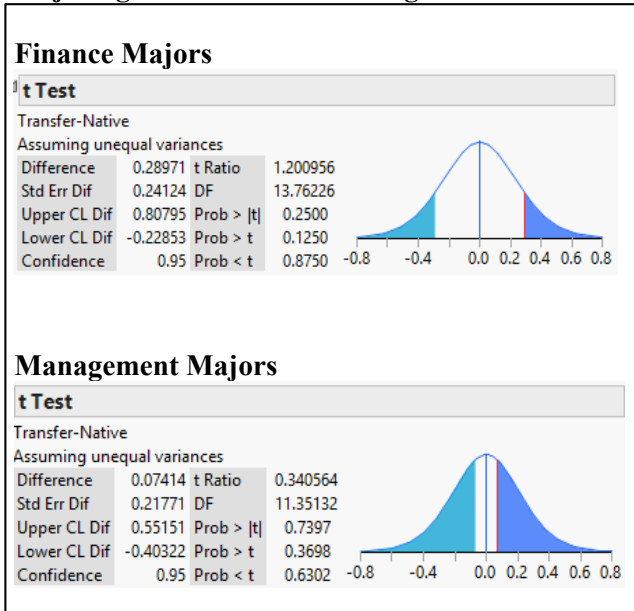 Finance Majors
t Test
Transfer-Native
Assuming unequal variances
Difference 0.28971 t Ratio 1.200956
Std Err Dif 0.24124 DF 13.76226
Upper CL Dif 0.80795 Prob > |t| 0.2500
Lower CL Dif -0.22853 Prob > t 0.1250
Confidence 0.95 Prob < t 0.8750
-0.8 -0.4 0.0 0.2 0.4 0.6 0.8
Management Majors
t Test
Transfer-Native
Assuming unequal variances
Difference 0.07414 t Ratio 0.340564
Std Err Dif 0.21771 DF 11.35132
Upper CL Dif 0.55151 Prob > |t| 0.7397
Lower CL Dif -0.40322 Prob > t 0.3698
Confidence 0.95 Prob < t 0.6302
-0.8 -0.4 0.0 0.2 0.4 0.6 0.8